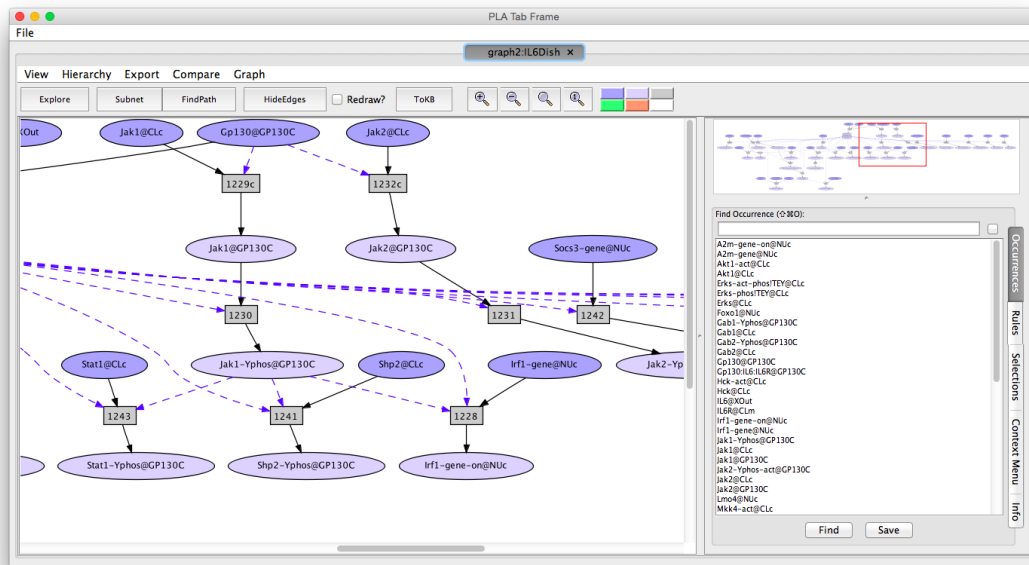 PLA Tab Frame
File
graph2:IL6Dish ×
View Hierarchy Export Compare Graph
Explore Subnet FindPath HideEdges Redraw? ToKB
XOut Jak1@CLc Gp130@GP130C Jak2@CLc
1229c 1232c
Jak1@GP130C Jak2@GP130C Socs3-gene@NUc
1230 1231 1242
Stat1@CLc Jak1-Yphos@GP130C Shp2@CLc Irf1-gene@NUc Jak2-Yp
1243 1241 1228
Stat1-Yphos@GP130C Shp2-Yphos@GP130C Irf1-gene-on@NUc
Find Occurrence (⇧⌘O):
A2m-gene-on@NUc
A2m-gene@NUc
Akt1-act@CLc
Akt1@CLc
Erks-act-phos!TEY@CLc
Erks-phos!TEY@CLc
Erks@CLc
Foxo1@NUc
Gab1-Yphos@GP130C
Gab1@CLc
Gab2-Yphos@GP130C
Gab2@CLc
Gp130@GP130C
Gp130:IL6:IL6R@GP130C
Hck-act@CLc
Hck@CLc
IL6@XOut
IL6R@CLm
Irf1-gene-on@NUc
Irf1-gene@NUc
Jak1-Yphos@GP130C
Jak1@CLc
Jak1@GP130C
Jak2-Yphos-act@GP130C
Jak2@CLc
Jak2@GP130C
Lmo4@NUc
Mkk4-act@CLc
Find Save
Occurrences
Rules
Selections
Context Menu
Info